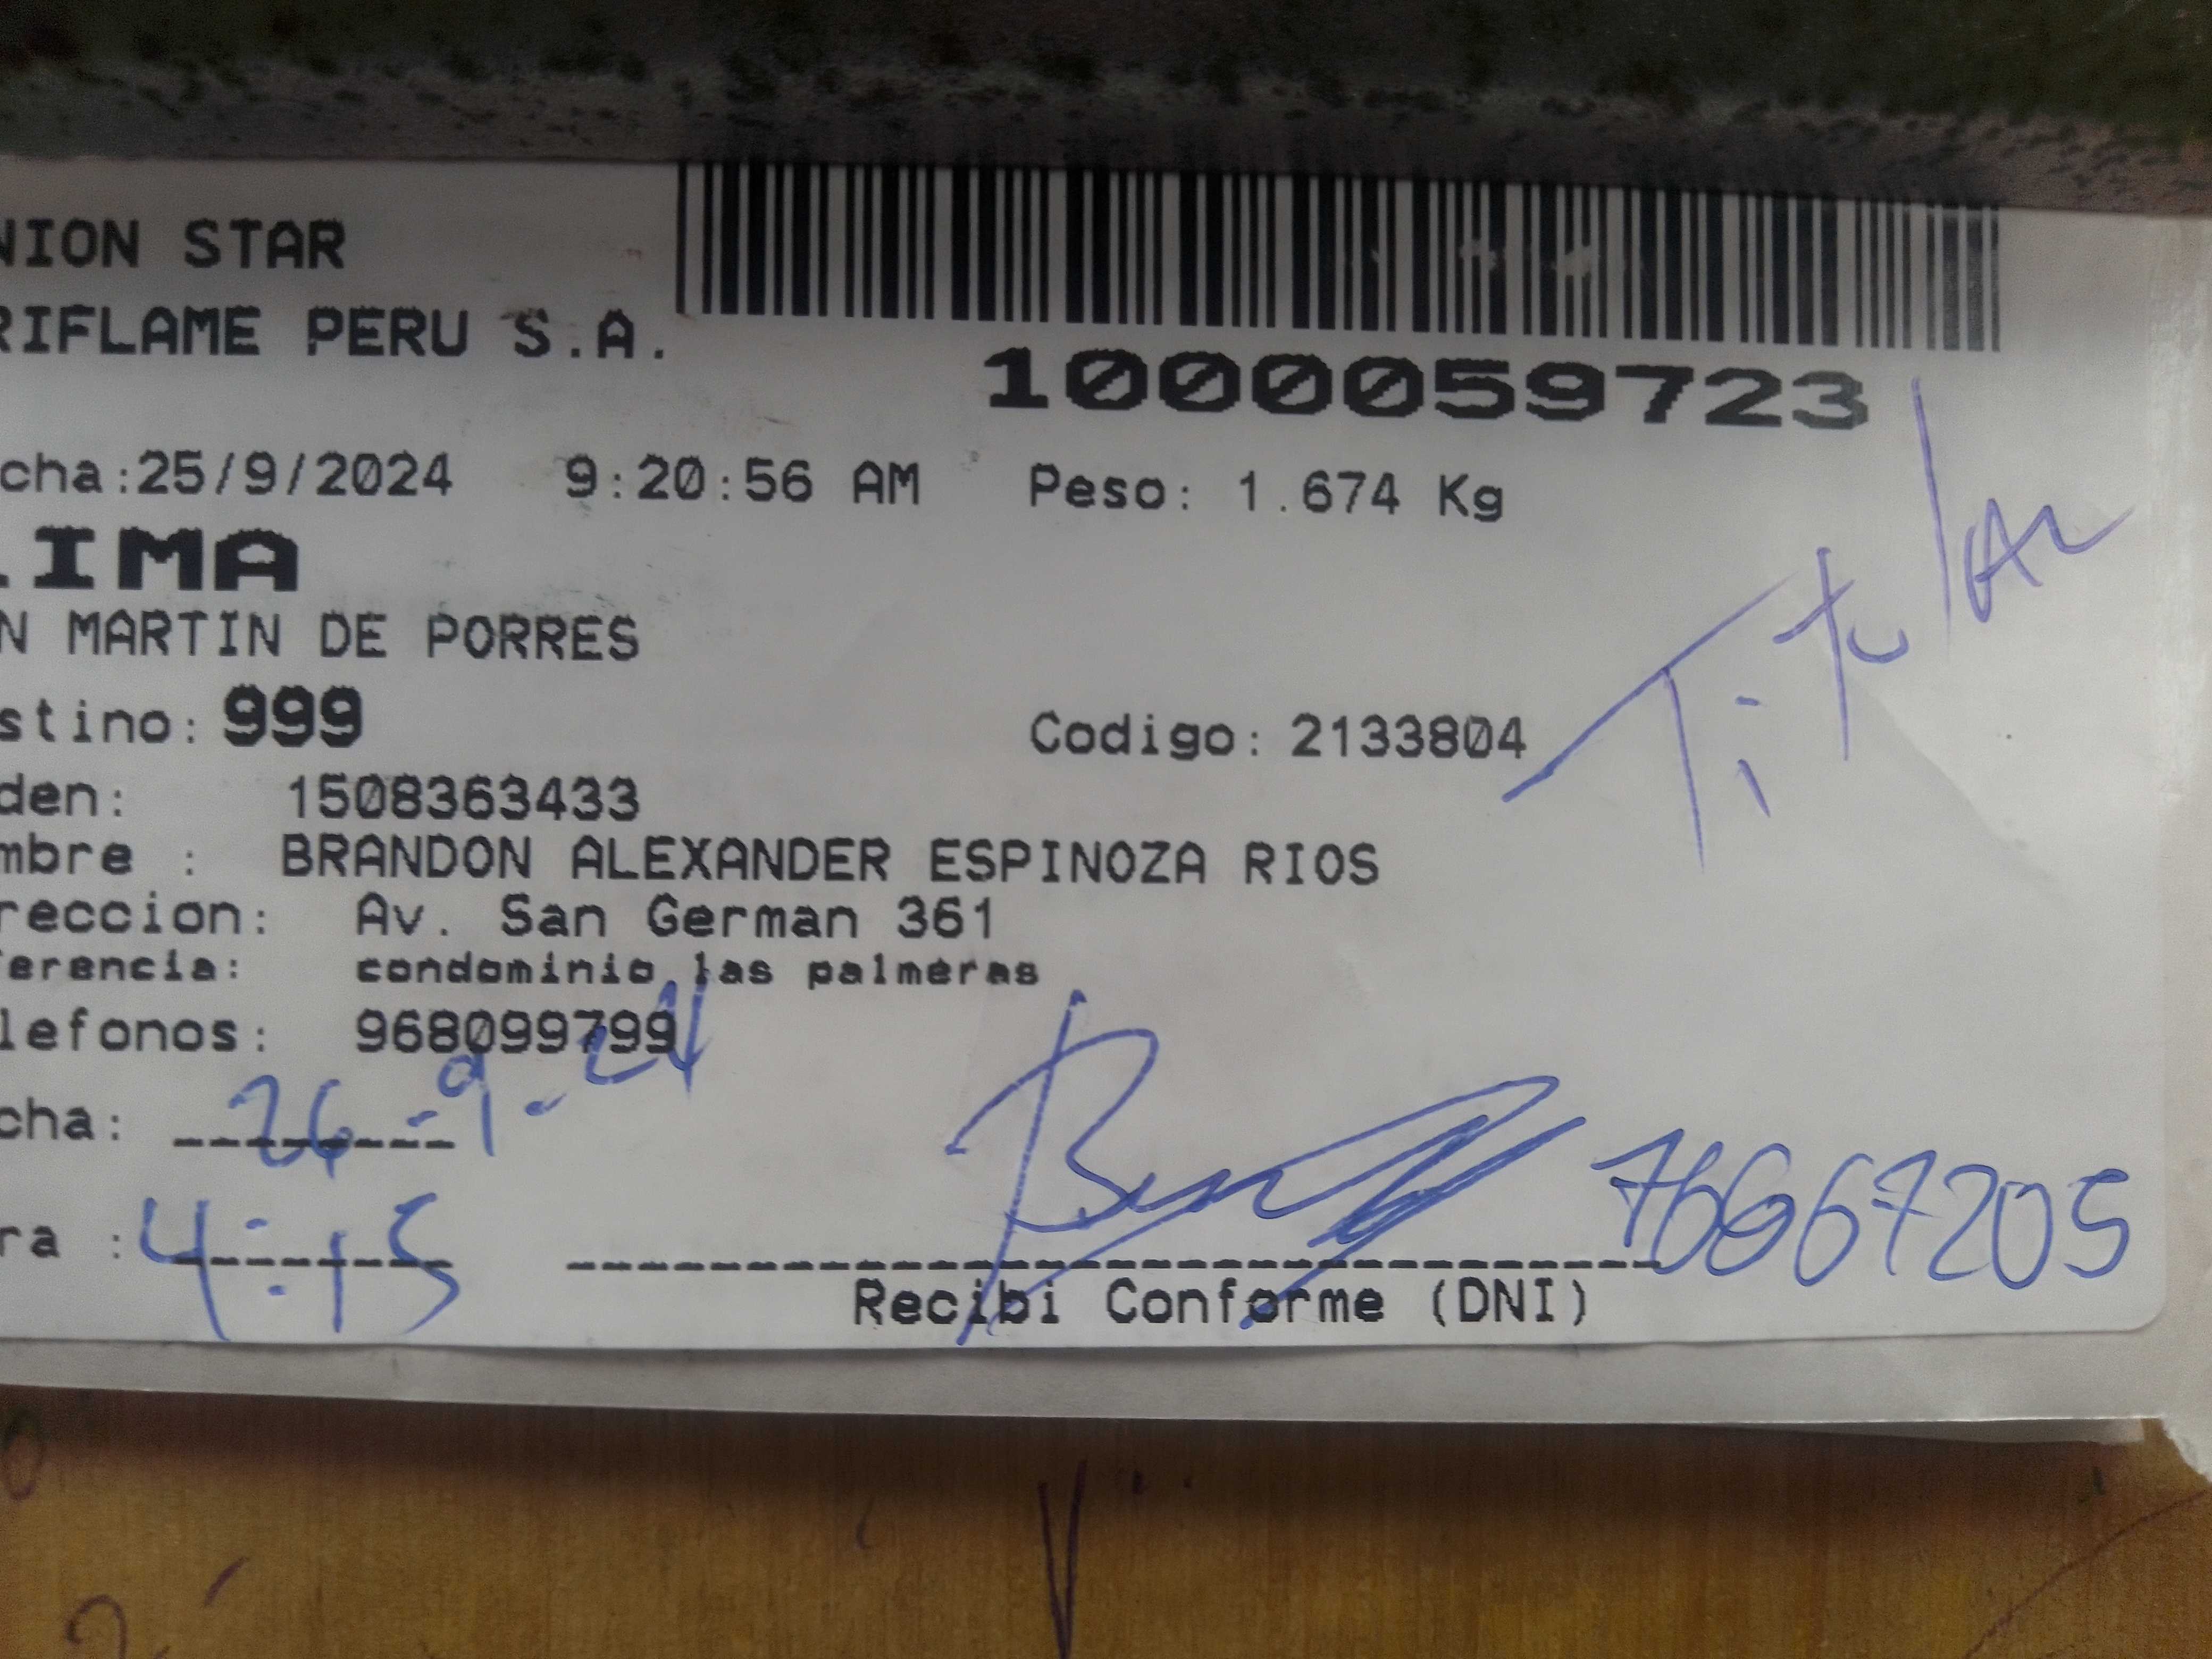 NION STAR
RIFLAME PERU S.A.
1000059723
cha:25/9/2024 9:20:56 AM Peso: 1.674 Kg
LIMA
N MARTIN DE PORRES
Titular
stino: 999 Codigo: 2133804
den: 1508363433
mbre : BRANDON ALEXANDER ESPINOZA RIOS
reccion: Av. San German 361
ferencia: condominio las palmeras
lefonos: 968099799
cha: 26-9-24
ra : 4:15
Recibi Conforme (DNI)